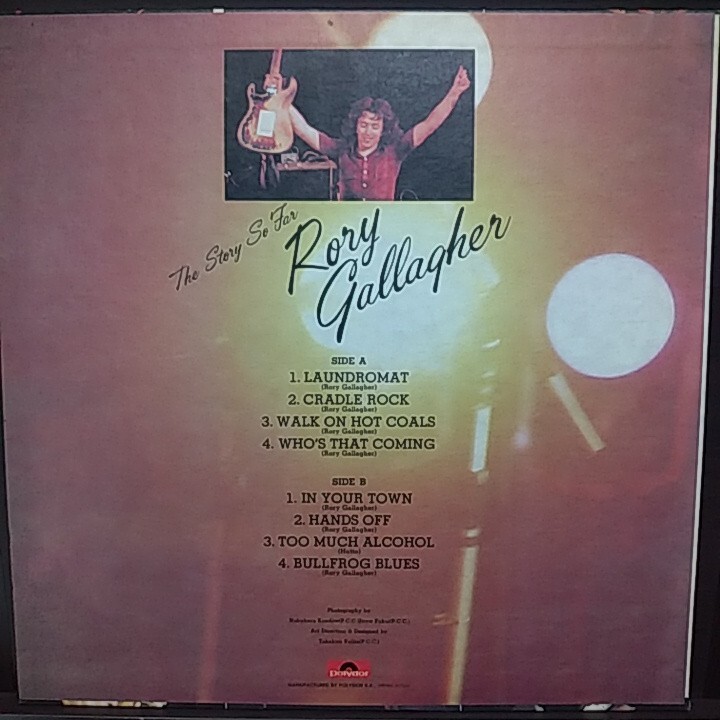 The Story So Far
Rory
Gallagher
SIDE A
1. LAUNDROMAT
(Rory Gallagher)
2. CRADLE ROCK
(Rory Gallagher)
3. WALK ON HOT COALS
(Rory Gallagher)
4. WHO'S THAT COMING
(Rory Gallagher)
SIDE B
1. IN YOUR TOWN
(Rory Gallagher)
2. HANDS OFF
(Rory Gallagher)
3. TOO MUCH ALCOHOL
(Hutto)
4. BULLFROG BLUES
(Rory Gallagher)
Photography by:
Art Direction & Designed by
polydor
MANUFACTURED BY POLYDOR K.K.